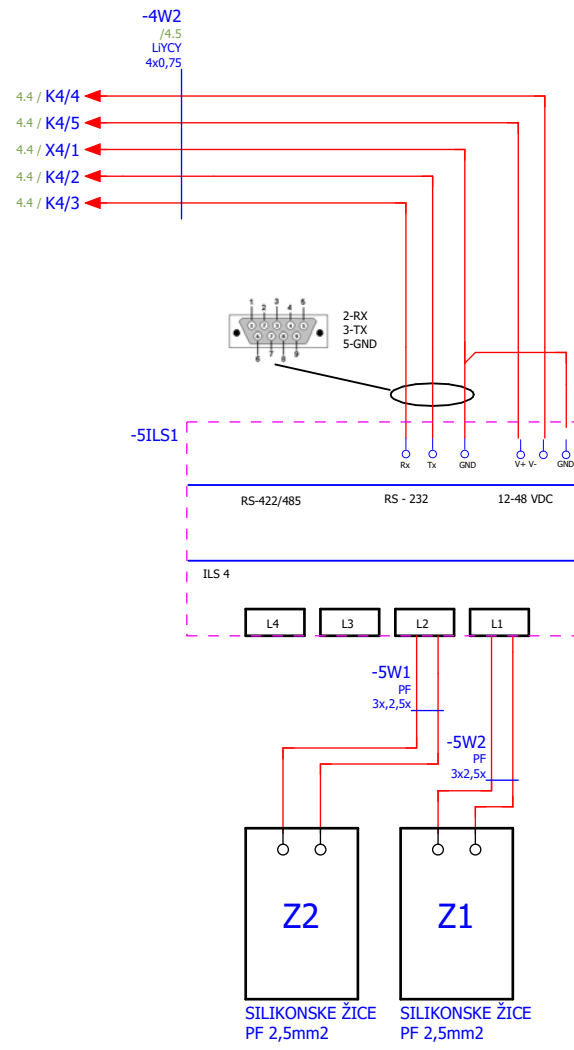 -4W2
/4.5
LiYCY
4x0,75
4.4 / K4/4
4.4 / K4/5
4.4 / X4/1
4.4 / K4/2
4.4 / K4/3
1 2 3 4 5
6 7 8 9
2-RX
3-TX
5-GND
-5ILS1
Rx Tx GND V+ V- GND
RS-422/485 RS - 232 12-48 VDC
ILS 4
L4 L3 L2 L1
-5W1
PF
3x,2,5x
-5W2
PF
3x2,5x
Z2 Z1
SILIKONSKE ŽICE SILIKONSKE ŽICE
PF 2,5mm2 PF 2,5mm2